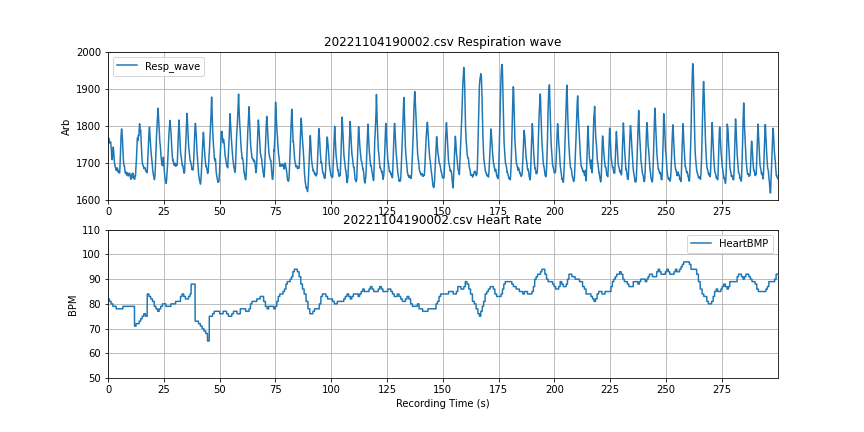 20221104190002.csv Respiration wave
2000
1900
1800
1700
1600
Arb
Resp_wave
0 25 50 75 100 125 150 175 200 225 250 275
20221104190002.csv Heart Rate
110
100
90
80
70
60
50
BPM
HeartBMP
0 25 50 75 100 125 150 175 200 225 250 275
Recording Time (s)